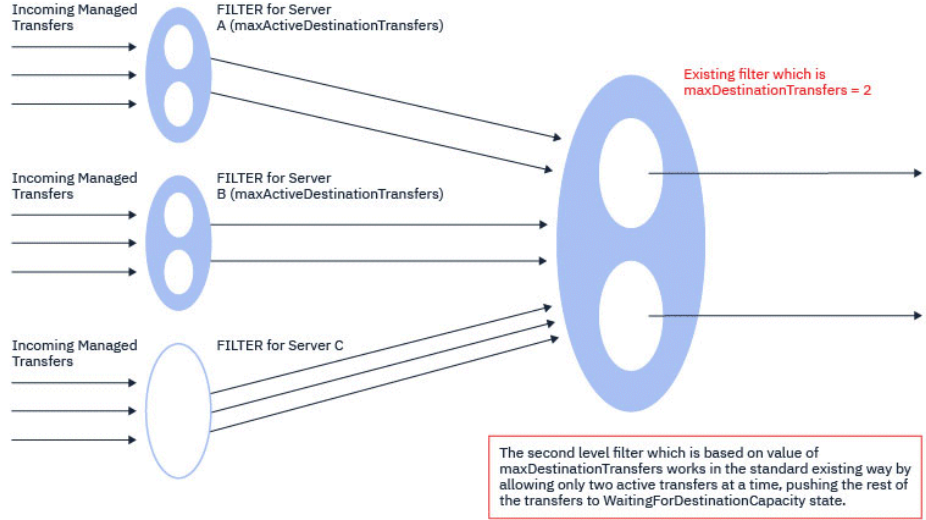 Incoming Managed
Transfers
FILTER for Server
A (maxActiveDestinationTransfers)
Existing filter which is
maxDestinationTransfers = 2
Incoming Managed
Transfers
FILTER for Server
B (maxActiveDestinationTransfers)
Incoming Managed
Transfers
FILTER for Server C
The second level filter which is based on value of
maxDestinationTransfers works in the standard existing way by
allowing only two active transfers at a time, pushing the rest of
the transfers to WaitingForDestinationCapacity state.